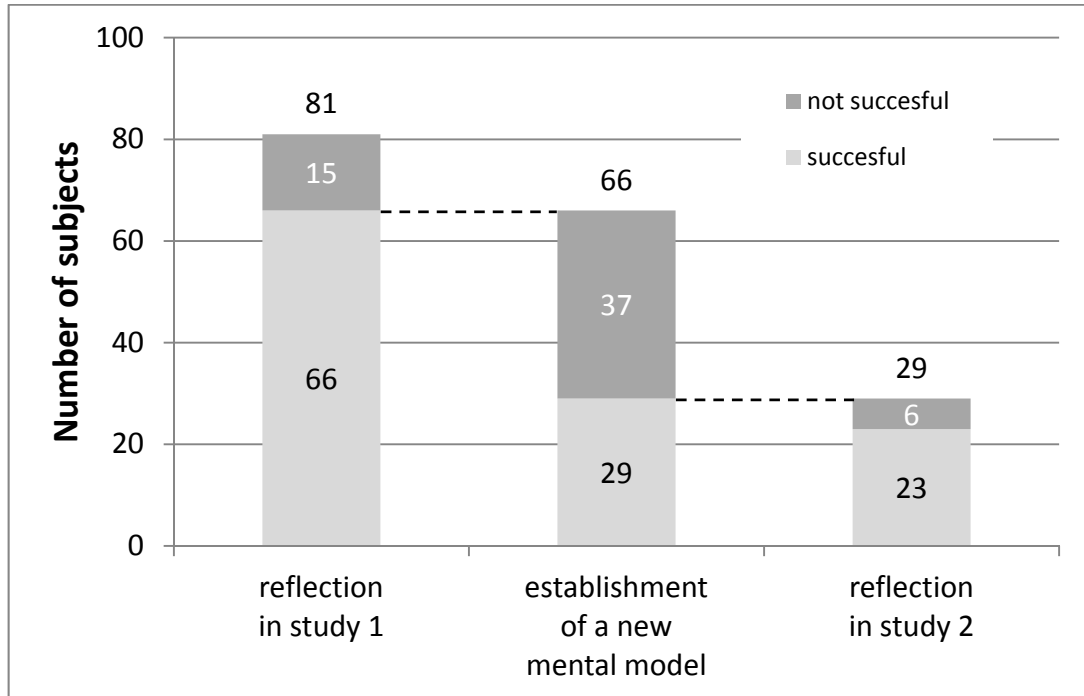 Number of subjects
100
80
60
40
20
0
81
15
66
66
37
29
29
6
23
not succesful
succesful
reflection
in study 1
establishment
of a new
mental model
reflection
in study 2